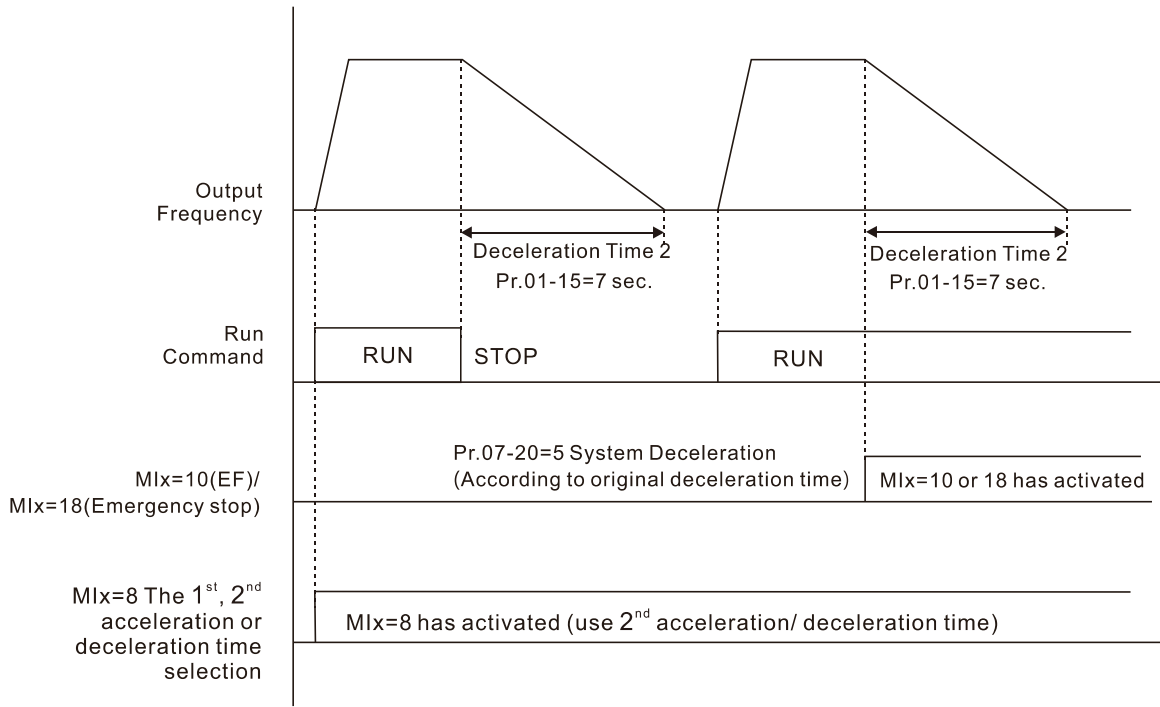 Output
Frequency
Deceleration Time 2
Pr.01-15=7 sec.
Deceleration Time 2
Pr.01-15=7 sec.
Run
Command
RUN
STOP
RUN
Pr.07-20=5 System Deceleration
(According to original deceleration time)
MIx=10(EF)/
MIx=18(Emergency stop)
MIx=10 or 18 has activated
MIx=8 The 1st, 2nd
acceleration or
deceleration time
selection
MIx=8 has activated (use 2nd acceleration/ deceleration time)